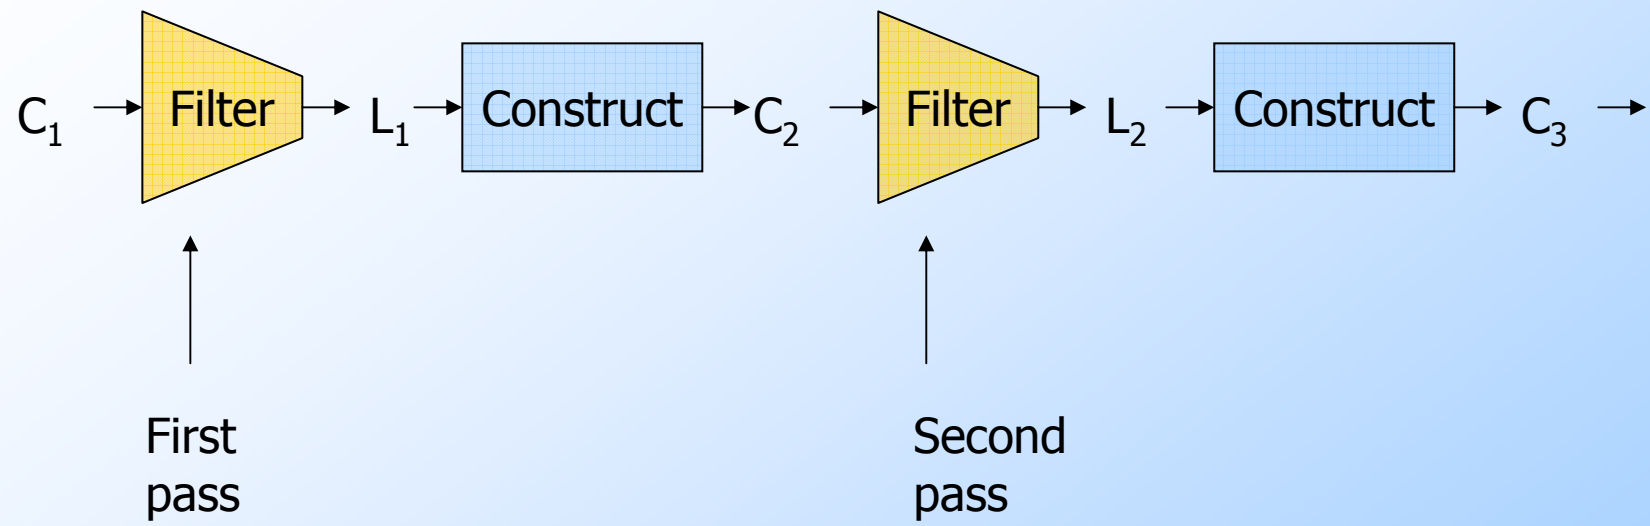 C₁ Filter L₁ Construct C₂ Filter L₂ Construct C₃
First
pass
Second
pass